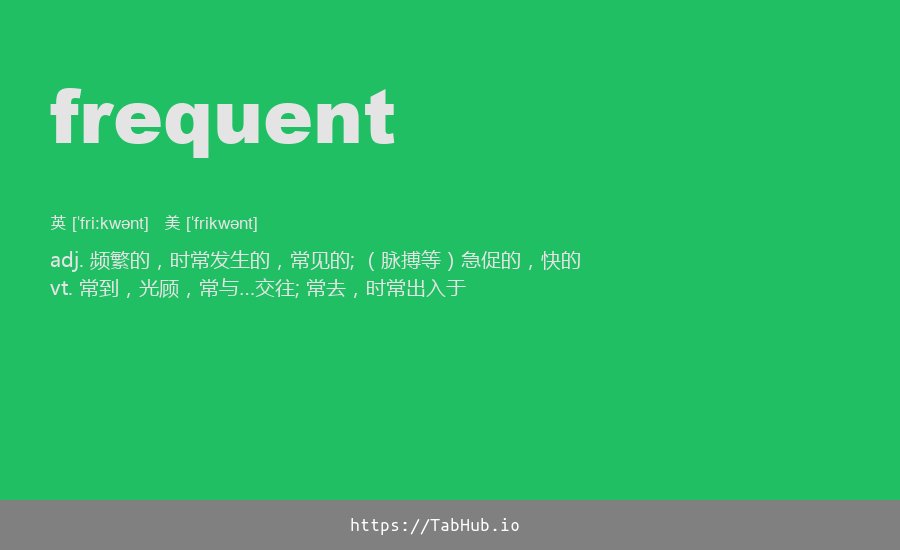 frequent
英 [ˈfriːkwənt] 美 [ˈfrikwənt]
adj. 频繁的，时常发生的，常见的; （脉搏等）急促的，快的
vt. 常到，光顾，常与…交往; 常去，时常出入于
https://TabHub.io